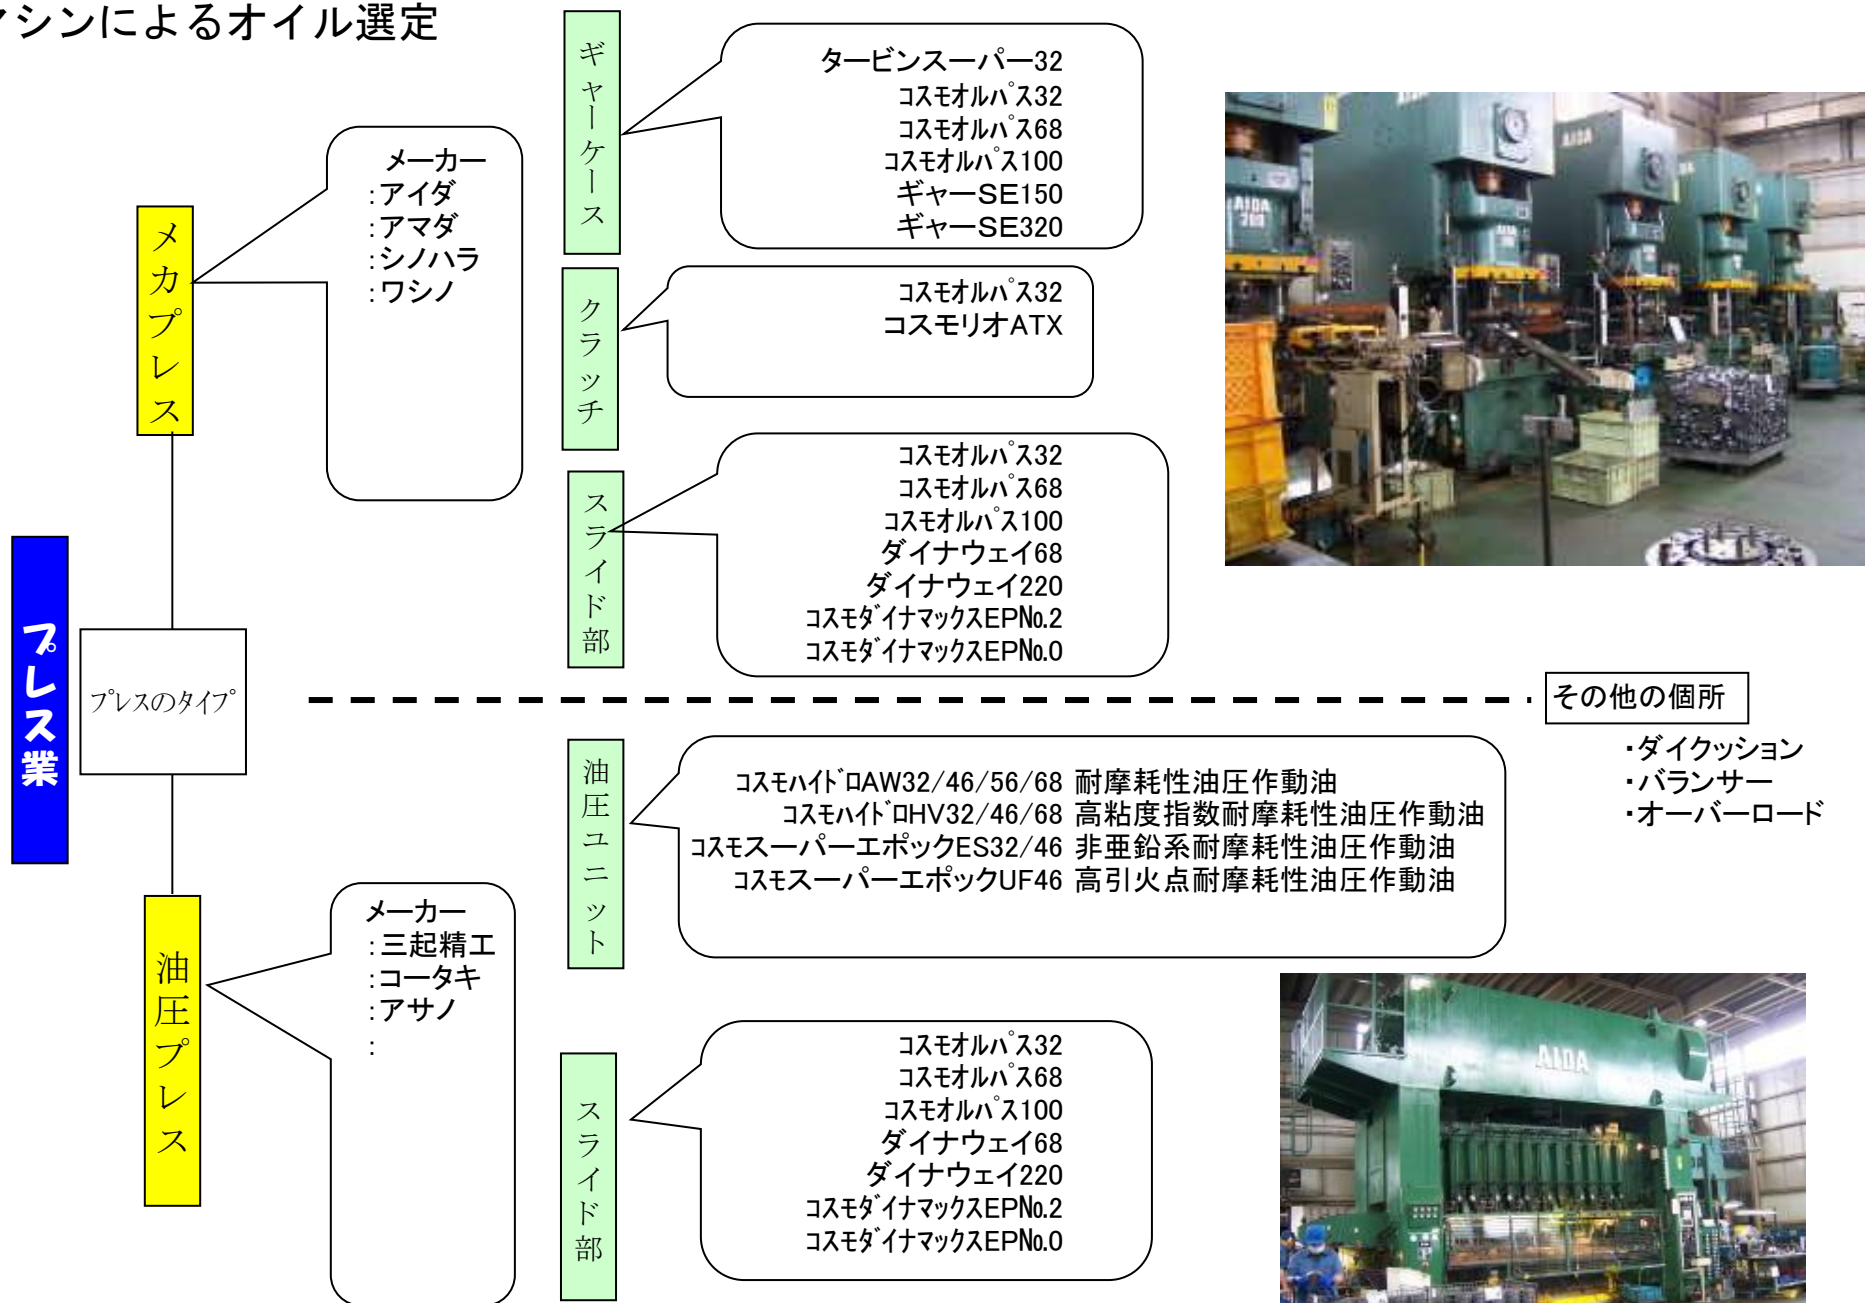 マシンによるオイル選定
プレス業
プレスのタイプ
メカプレス
メーカー
:アイダ
:アマダ
:シノハラ
:ワシノ
ギャーケース
タービンスーパー32
ｺｽﾓｵﾙﾊﾟｽ32
ｺｽﾓｵﾙﾊﾟｽ68
ｺｽﾓｵﾙﾊﾟｽ100
ギャーSE150
ギャーSE320
クラッチ
ｺｽﾓｵﾙﾊﾟｽ32
コスモリオATX
スライド部
ｺｽﾓｵﾙﾊﾟｽ32
ｺｽﾓｵﾙﾊﾟｽ68
ｺｽﾓｵﾙﾊﾟｽ100
ダイナウェイ68
ダイナウェイ220
ｺｽﾓﾀﾞｲﾅﾏｯｸｽEP№2
ｺｽﾓﾀﾞｲﾅﾏｯｸｽEP№0
その他の個所
・ダイクッション
・バランサー
・オーバーロード
油圧プレス
メーカー
:三起精工
:コータキ
:アサノ
:
油圧ユニット
ｺｽﾓﾊｲﾄﾞﾛAW32/46/56/68 耐摩耗性油圧作動油
ｺｽﾓﾊｲﾄﾞﾛHV32/46/68 高粘度指数耐摩耗性油圧作動油
ｺｽﾓスーパーエポックES32/46 非亜鉛系耐摩耗性油圧作動油
ｺｽﾓスーパーエポックUF46 高引火点耐摩耗性油圧作動油
スライド部
ｺｽﾓｵﾙﾊﾟｽ32
ｺｽﾓｵﾙﾊﾟｽ68
ｺｽﾓｵﾙﾊﾟｽ100
ダイナウェイ68
ダイナウェイ220
ｺｽﾓﾀﾞｲﾅﾏｯｸｽEP№2
ｺｽﾓﾀﾞｲﾅﾏｯｸｽEP№0
AIDA
AIDA
AIDA
AIDA